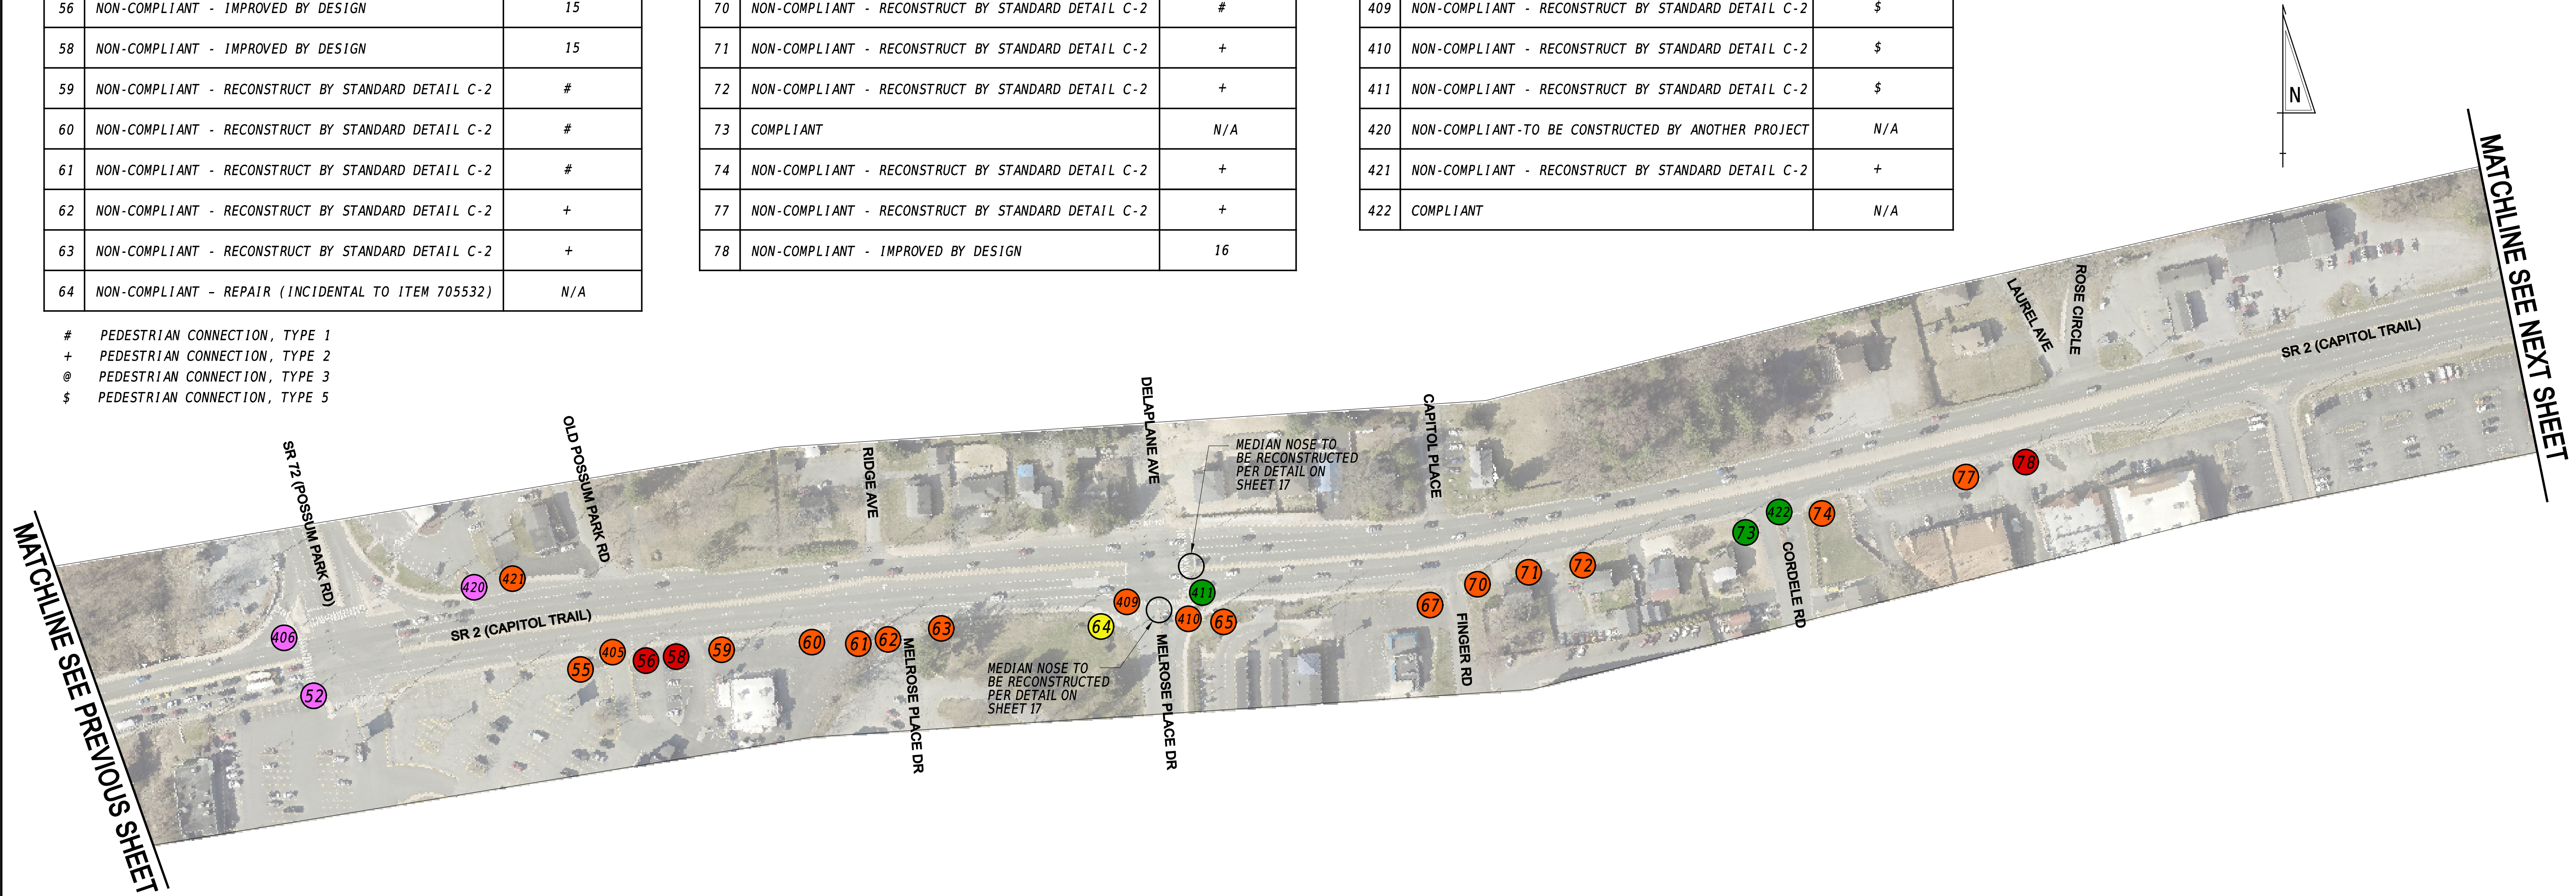 56 NON-COMPLIANT - IMPROVED BY DESIGN 15
58 NON-COMPLIANT - IMPROVED BY DESIGN 15
59 NON-COMPLIANT - RECONSTRUCT BY STANDARD DETAIL C-2 #
60 NON-COMPLIANT - RECONSTRUCT BY STANDARD DETAIL C-2 #
61 NON-COMPLIANT - RECONSTRUCT BY STANDARD DETAIL C-2 #
62 NON-COMPLIANT - RECONSTRUCT BY STANDARD DETAIL C-2 +
63 NON-COMPLIANT - RECONSTRUCT BY STANDARD DETAIL C-2 +
64 NON-COMPLIANT – REPAIR (INCIDENTAL TO ITEM 705532) N/A
70 NON-COMPLIANT - RECONSTRUCT BY STANDARD DETAIL C-2 #
71 NON-COMPLIANT - RECONSTRUCT BY STANDARD DETAIL C-2 +
72 NON-COMPLIANT - RECONSTRUCT BY STANDARD DETAIL C-2 +
73 COMPLIANT N/A
74 NON-COMPLIANT - RECONSTRUCT BY STANDARD DETAIL C-2 +
77 NON-COMPLIANT - RECONSTRUCT BY STANDARD DETAIL C-2 +
78 NON-COMPLIANT - IMPROVED BY DESIGN 16
409 NON-COMPLIANT - RECONSTRUCT BY STANDARD DETAIL C-2 $
410 NON-COMPLIANT - RECONSTRUCT BY STANDARD DETAIL C-2 $
411 NON-COMPLIANT - RECONSTRUCT BY STANDARD DETAIL C-2 $
420 NON-COMPLIANT-TO BE CONSTRUCTED BY ANOTHER PROJECT N/A
421 NON-COMPLIANT - RECONSTRUCT BY STANDARD DETAIL C-2 +
422 COMPLIANT N/A
# PEDESTRIAN CONNECTION, TYPE 1
+ PEDESTRIAN CONNECTION, TYPE 2
@ PEDESTRIAN CONNECTION, TYPE 3
$ PEDESTRIAN CONNECTION, TYPE 5
N
MATCHLINE SEE PREVIOUS SHEET
SR 72 (POSSUM PARK RD)
OLD POSSUM PARK RD
RIDGE AVE
DELAPLANE AVE
MEDIAN NOSE TO
BE RECONSTRUCTED
PER DETAIL ON
SHEET 17
CAPITOL PLACE
LAUREL AVE
ROSE CIRCLE
SR 2 (CAPITOL TRAIL)
MATCHLINE SEE NEXT SHEET
SR 2 (CAPITOL TRAIL)
406
52
420
421
55
405
56
58
59
60
61
62
63
MELROSE PLACE DR
64
409
MEDIAN NOSE TO
BE RECONSTRUCTED
PER DETAIL ON
SHEET 17
MELROSE PLACE DR
410
411
65
67
FINGER RD
70
71
72
73
422
CORDELE RD
74
77
78